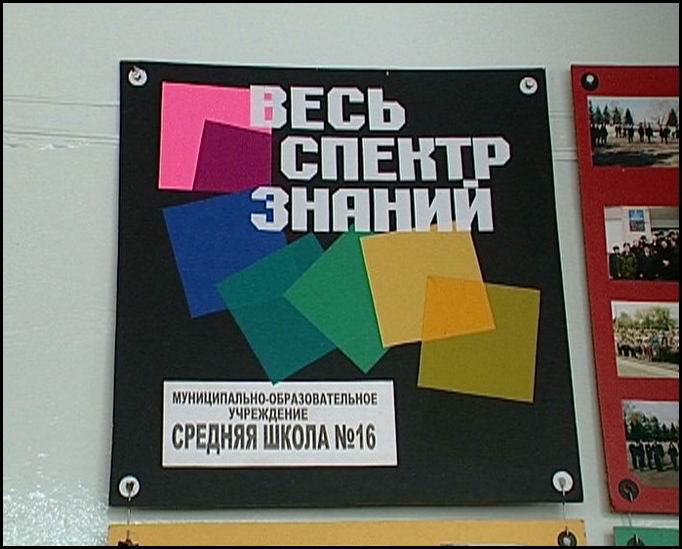 ВЕСЬ
СПЕКТР
ЗНАНИЙ
МУНИЦИПАЛЬНО-ОБРАЗОВАТЕЛЬНОЕ
УЧРЕЖДЕНИЕ
СРЕДНЯЯ ШКОЛА №16